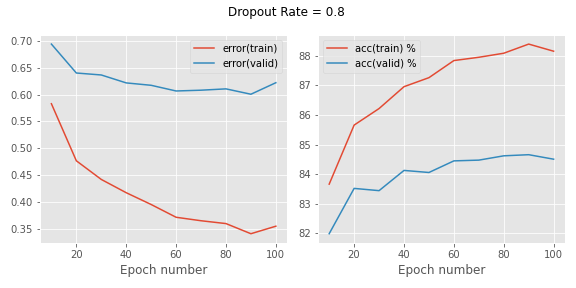 Dropout Rate = 0.8
0.70
0.65
0.60
0.55
0.50
0.45
0.40
0.35
error(train)
error(valid)
20 40 60 80 100
Epoch number
88
87
86
85
84
83
82
acc(train) %
acc(valid) %
20 40 60 80 100
Epoch number